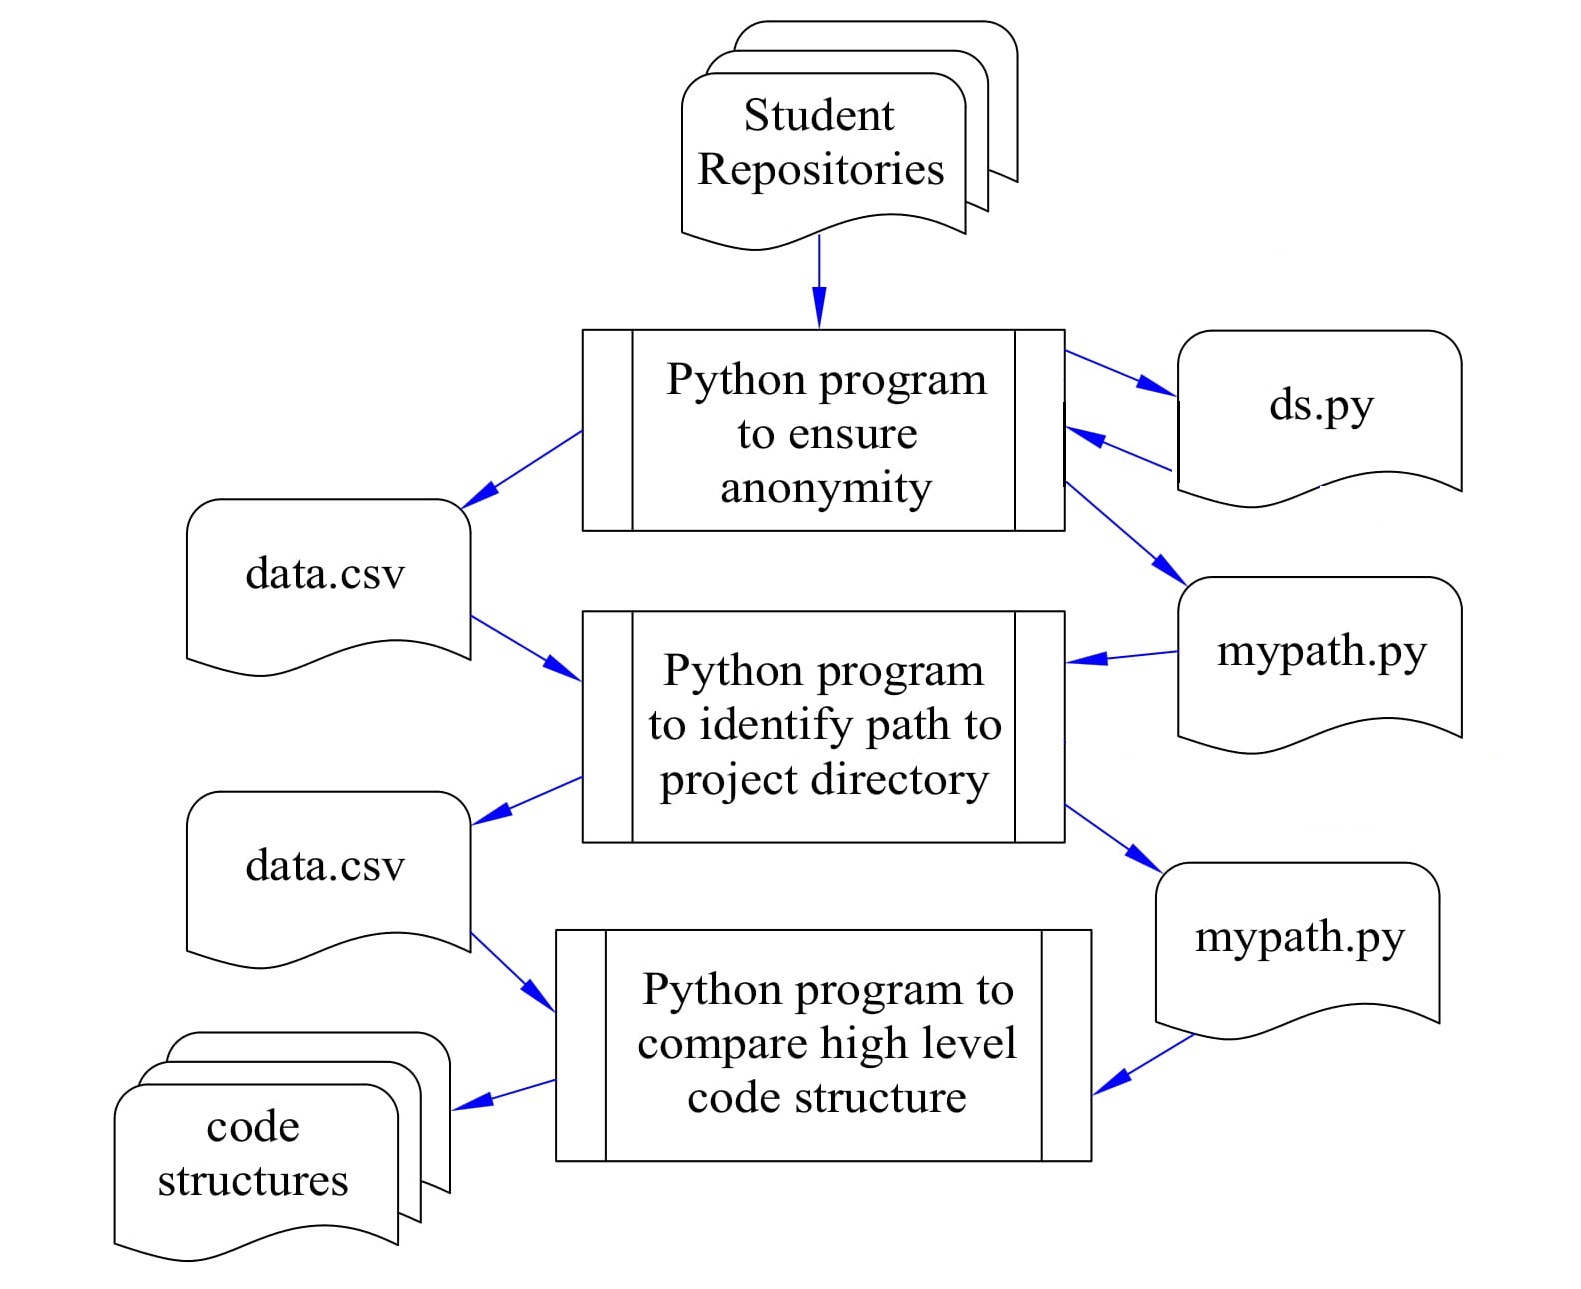 Student
Repositories
Python program
to ensure
anonymity
ds.py
data.csv
mypath.py
Python program
to identify path to
project directory
data.csv
mypath.py
Python program to
compare high level
code structure
code
structures